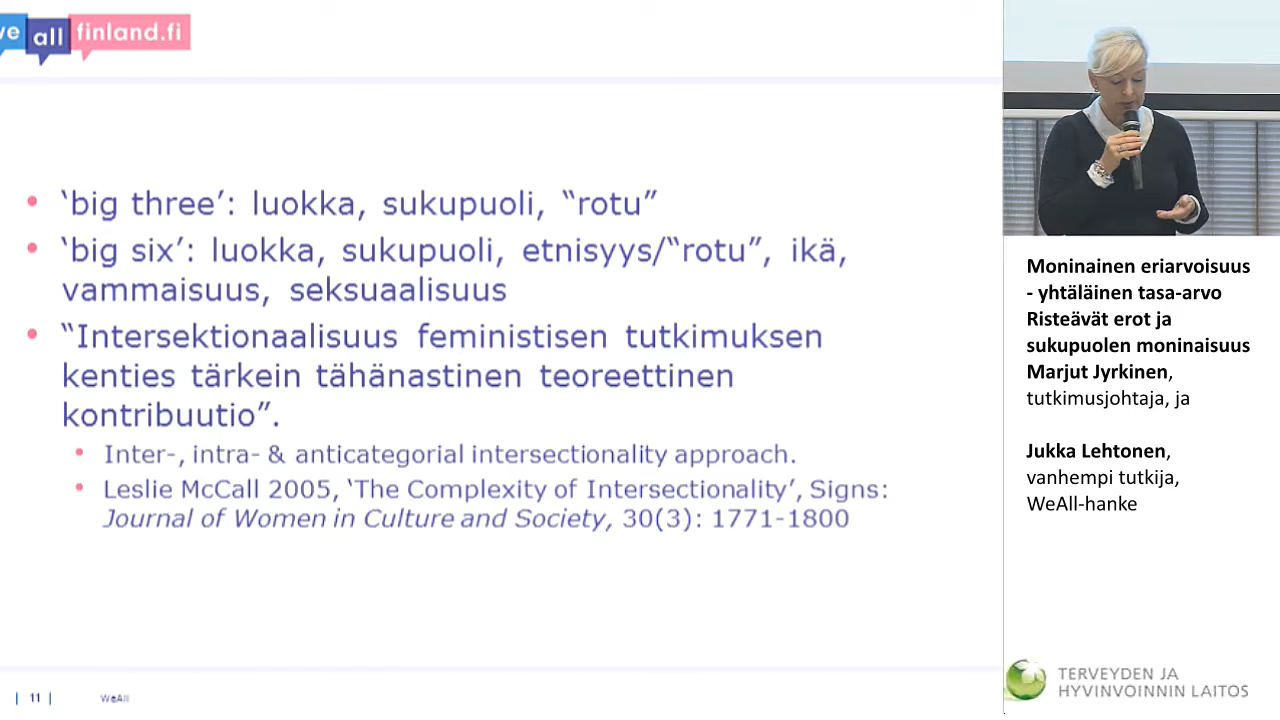 we all finland.fi
• ‘big three’: luokka, sukupuoli, “rotu”
• ‘big six’: luokka, sukupuoli, etnisyys/“rotu”, ikä,
vammaisuus, seksuaalisuus
• “Intersektionaalisuus feministisen tutkimuksen
kenties tärkein tähänastinen teoreettinen
kontribuutio”.
• Inter-, intra- & anticategorial intersectionality approach.
• Leslie McCall 2005, ‘The Complexity of Intersectionality’, Signs:
Journal of Women in Culture and Society, 30(3): 1771-1800
| 11 | WeAll
Moninainen eriarvoisuus
- yhtäläinen tasa-arvo
Risteävät erot ja
sukupuolen moninaisuus
Marjut Jyrkinen,
tutkimusjohtaja, ja
Jukka Lehtonen,
vanhempi tutkija,
WeAll-hanke
TERVEYDEN JA
HYVINVOINNIN LAITOS